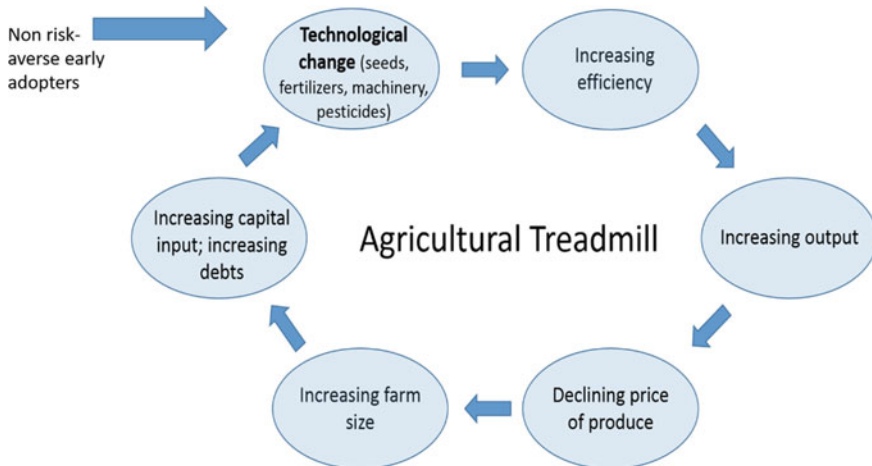 Non risk-
averse early
adopters
Technological
change (seeds,
fertilizers, machinery,
pesticides)
Increasing
efficiency
Increasing output
Declining price
of produce
Increasing farm
size
Increasing capital
input; increasing
debts
Agricultural Treadmill